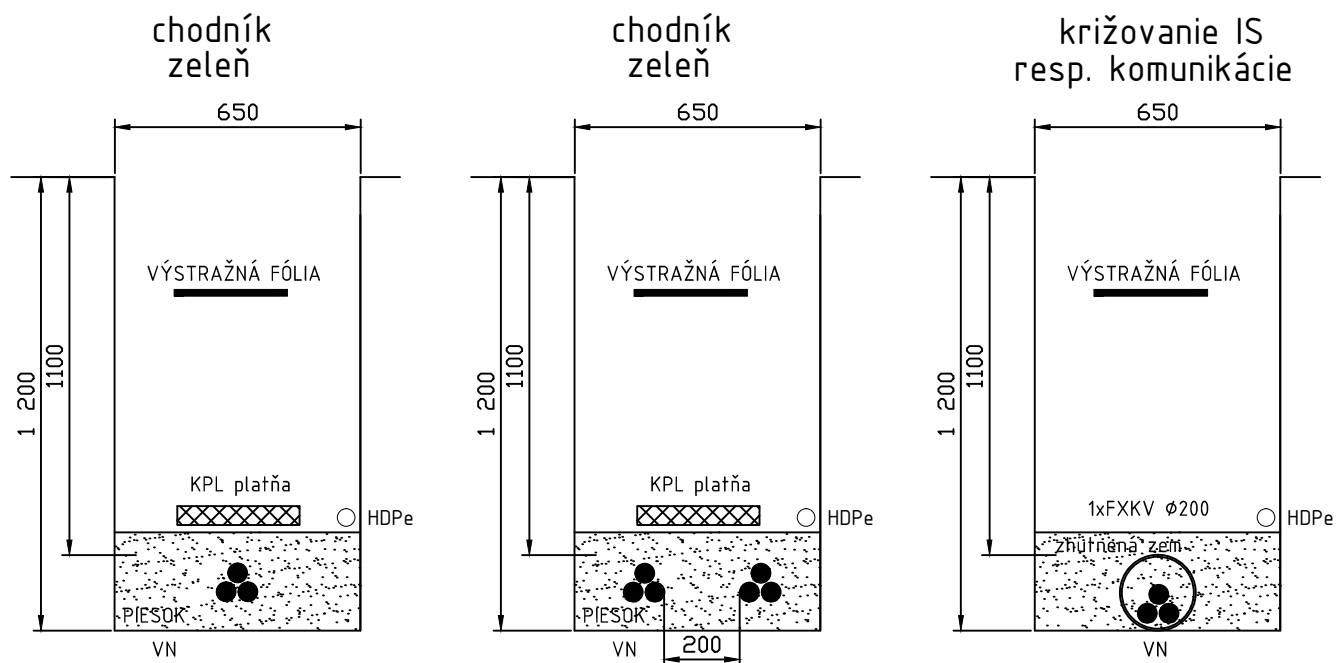 chodník
zeleň
650
1 200
1100
VÝSTRAŽNÁ FÓLIA
KPL platňa
HDPe
PIESOK
VN
chodník
zeleň
650
1 200
1100
VÝSTRAŽNÁ FÓLIA
KPL platňa
HDPe
PIESOK
VN
200
križovanie IS
resp. komunikácie
650
1 200
1100
VÝSTRAŽNÁ FÓLIA
1xFXKV Ø200
HDPe
zhutnená zem
VN